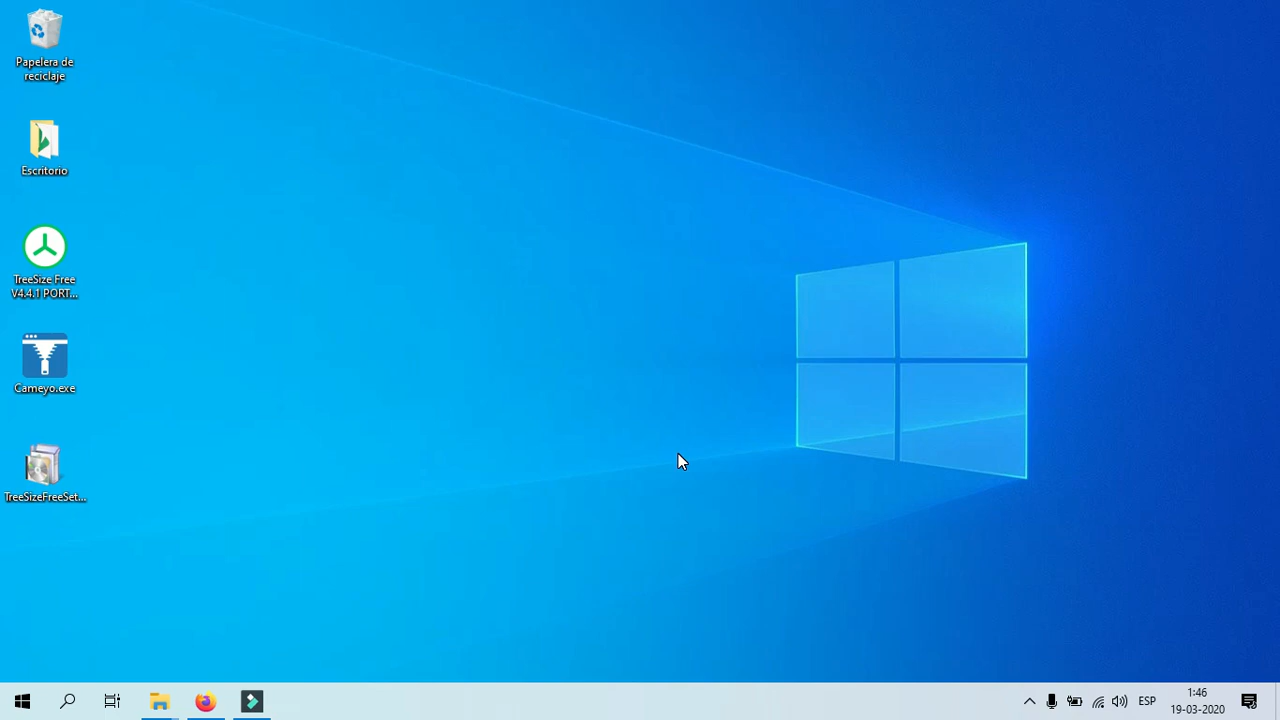 Papelera de
reciclaje
Escritorio
TreeSize Free
V4.4.1 PORT...
Cameyo.exe
TreeSizeFreeSet...
ESP
1:46
19-03-2020